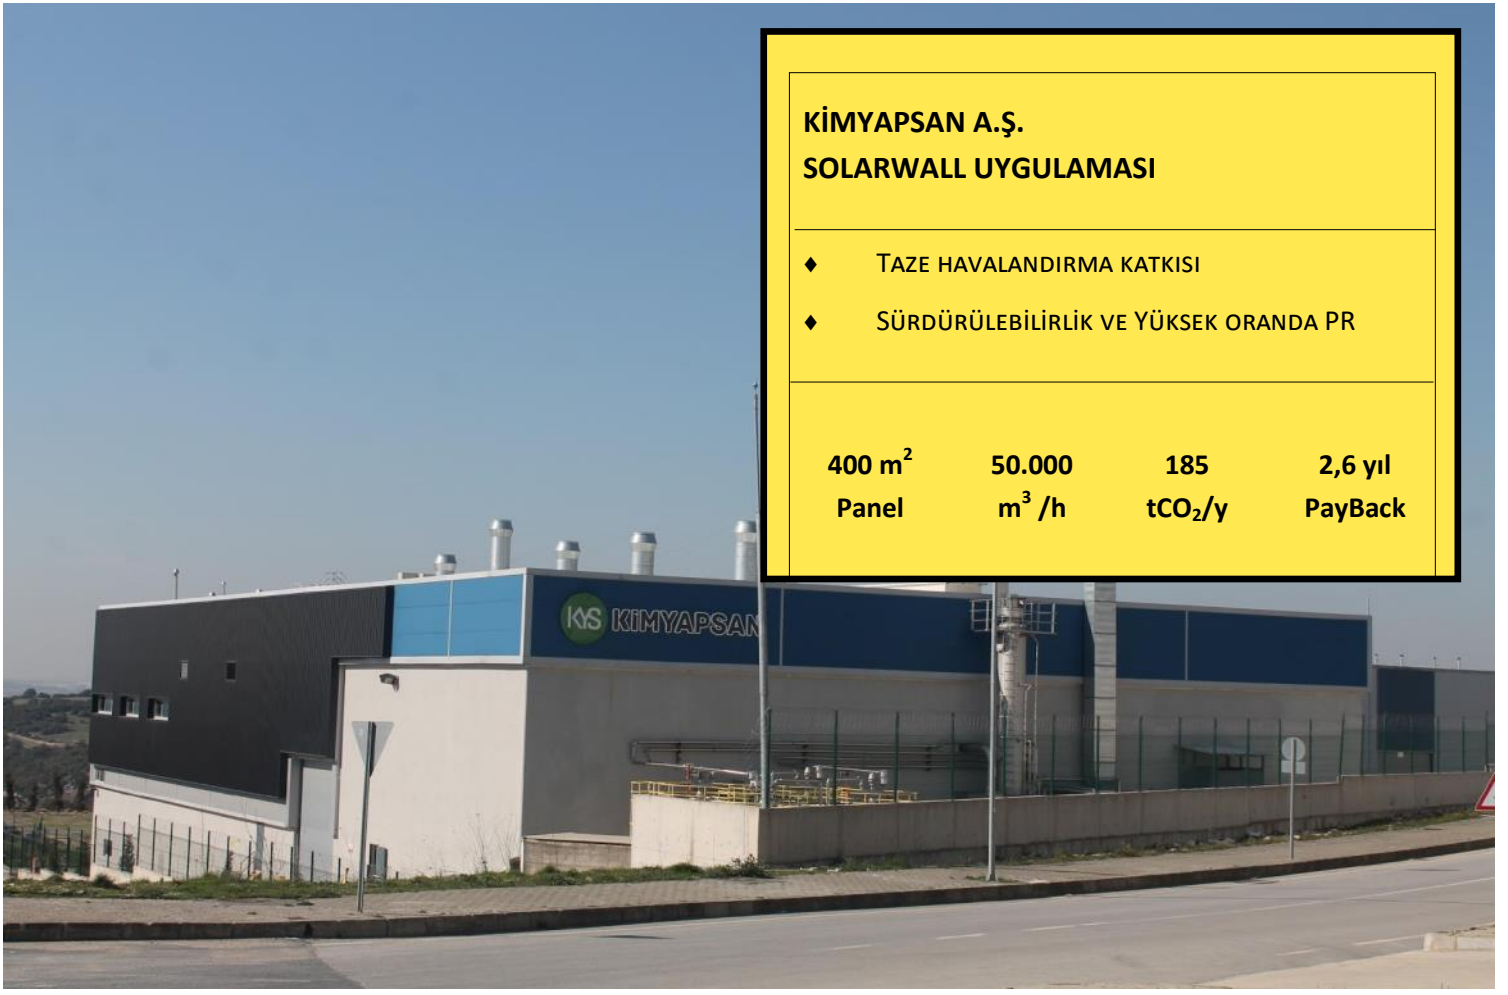 KİMYAPSAN A.Ş.
SOLARWALL UYGULAMASI
♦ TAZE HAVALANDIRMA KATKISI
♦ SÜRDÜRÜLEBİLİRLİK VE YÜKSEK ORANDA PR
400 m² 50.000 185 2,6 yıl
Panel m³ /h tCO₂/y PayBack
KYS KİMYAPSAN